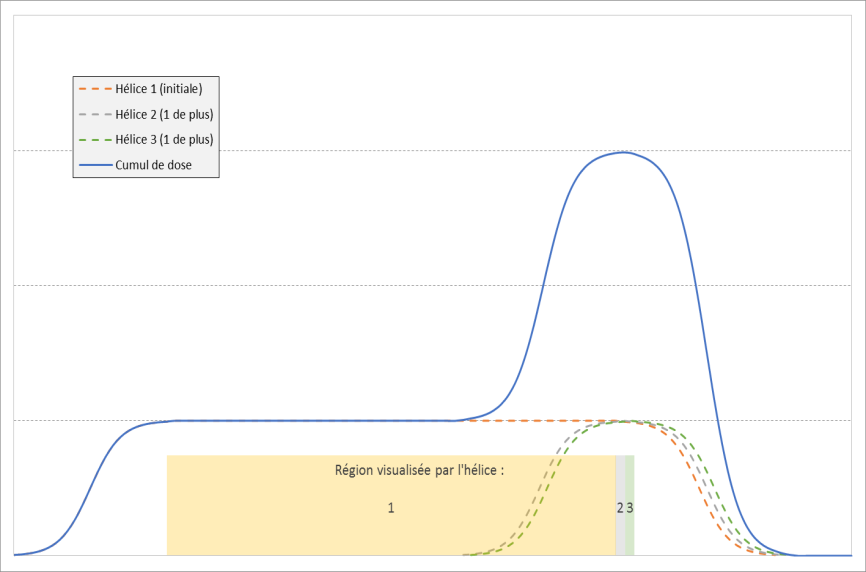 Hélice 1 (initiale)
Hélice 2 (1 de plus)
Hélice 3 (1 de plus)
Cumul de dose
Région visualisée par l'hélice :
1
2 3